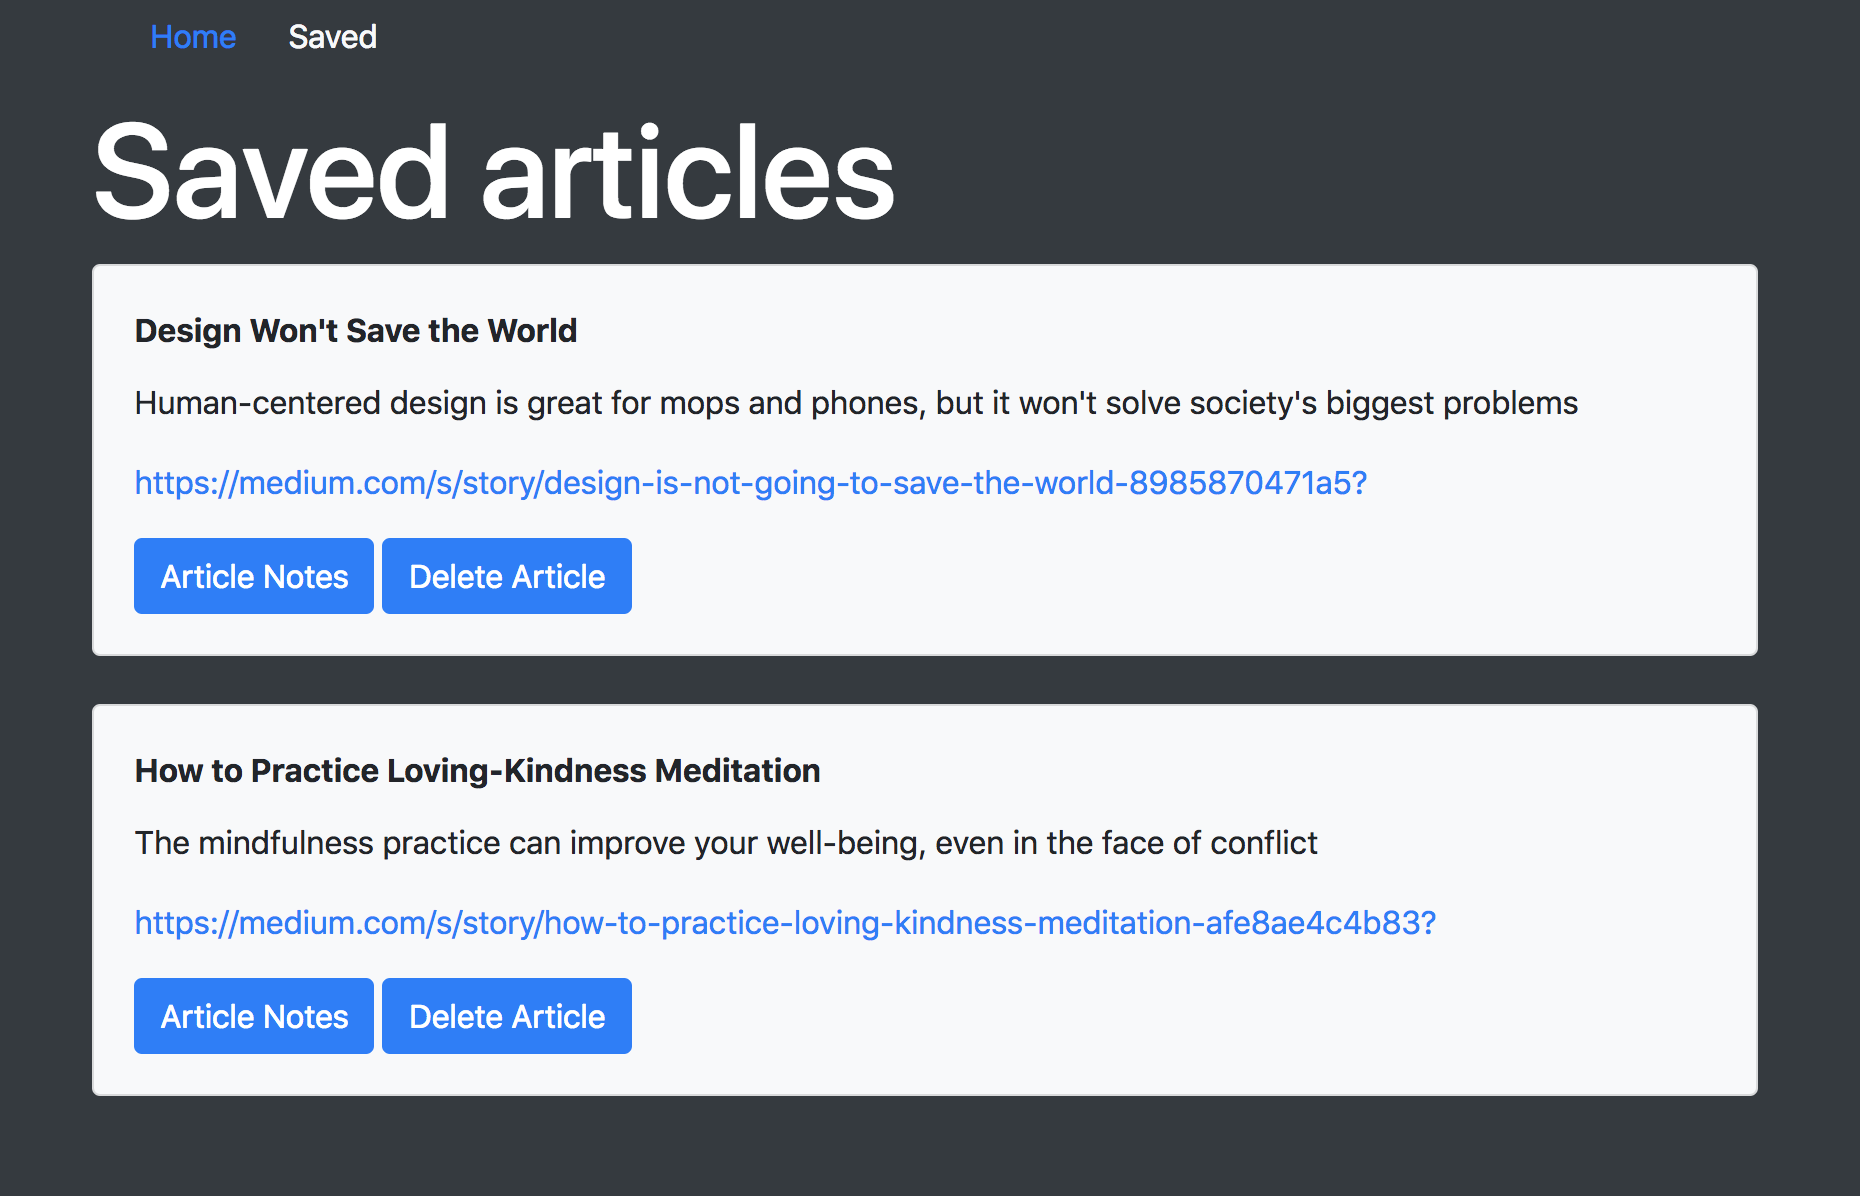 Home Saved
Saved articles
Design Won't Save the World
Human-centered design is great for mops and phones, but it won't solve society's biggest problems
https://medium.com/s/story/design-is-not-going-to-save-the-world-8985870471a5?
Article Notes Delete Article
How to Practice Loving-Kindness Meditation
The mindfulness practice can improve your well-being, even in the face of conflict
https://medium.com/s/story/how-to-practice-loving-kindness-meditation-afe8ae4c4b83?
Article Notes Delete Article